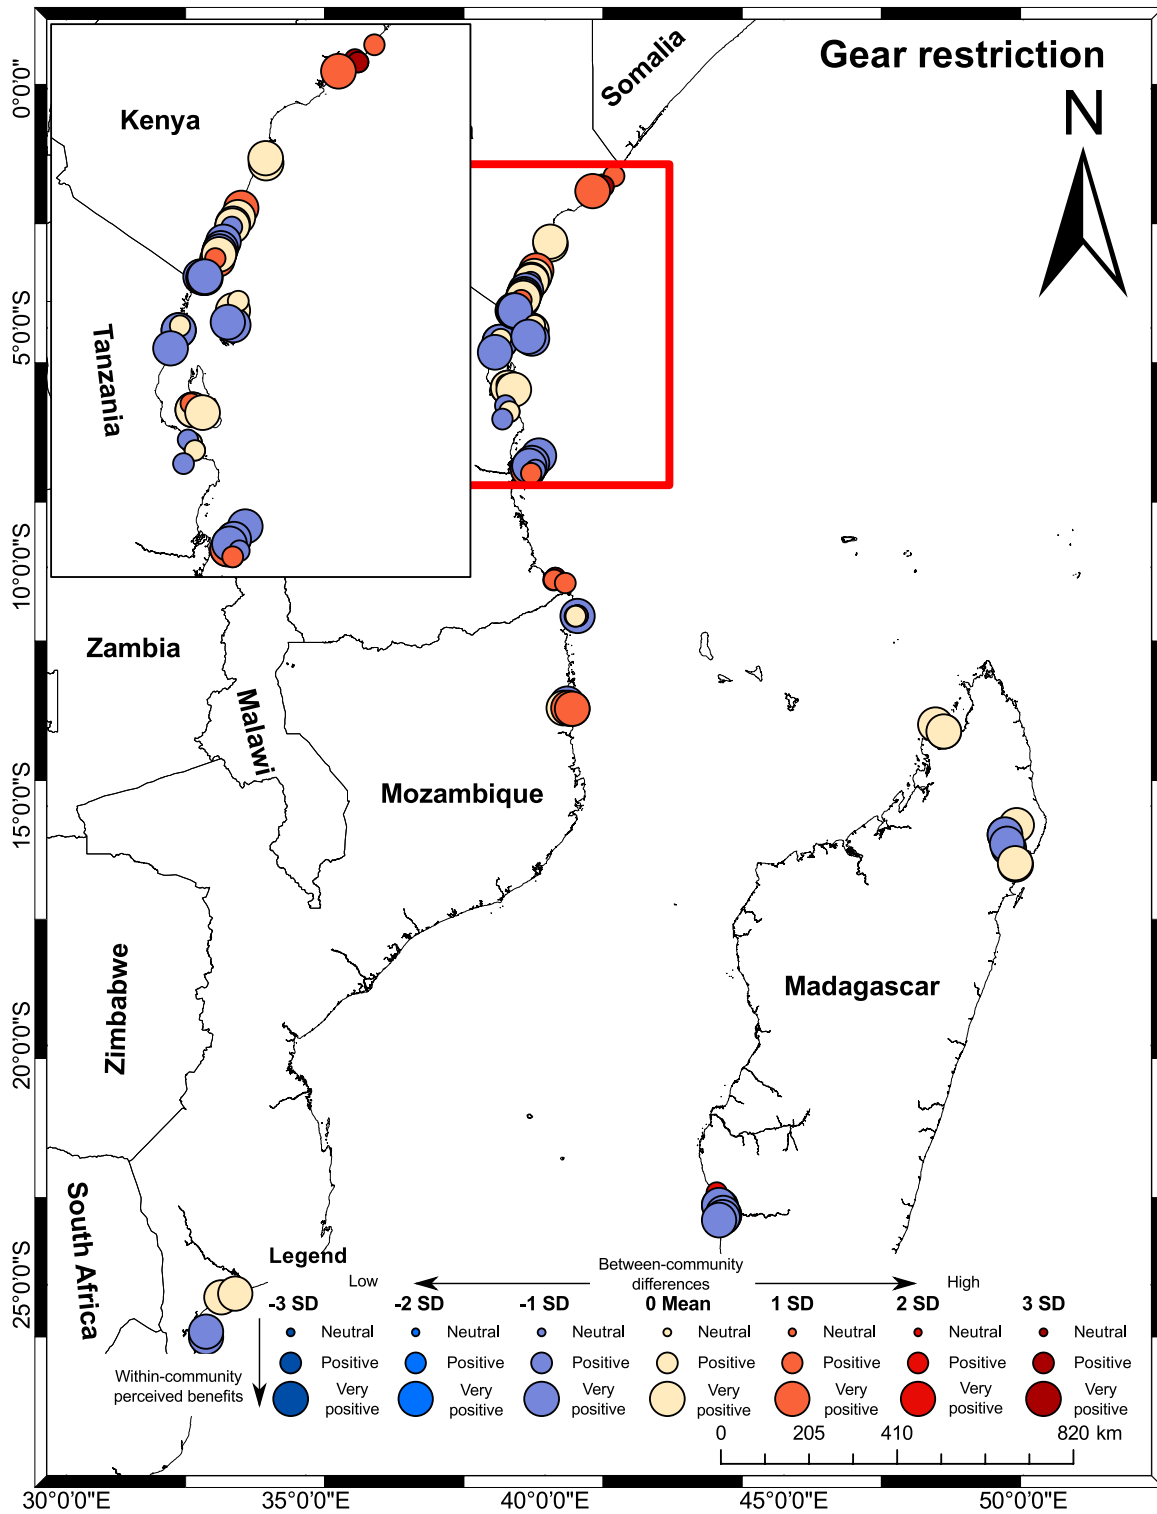 Gear restriction
N
Somalia
Kenya
Tanzania
Zambia
Malawi
Mozambique
Zimbabwe
Madagascar
South Africa
0°0'0"
5°0'0"S
10°0'0"S
15°0'0"S
20°0'0"S
25°0'0"S
Legend
Between-community
differences
Low
High
-3 SD
-2 SD
-1 SD
0 Mean
1 SD
2 SD
3 SD
Neutral
Neutral
Neutral
Neutral
Neutral
Neutral
Neutral
Positive
Positive
Positive
Positive
Positive
Positive
Positive
Within-community
perceived benefits
Very
positive
Very
positive
Very
positive
Very
positive
Very
positive
Very
positive
Very
positive
0
205
410
820 km
30°0'0"E
35°0'0"E
40°0'0"E
45°0'0"E
50°0'0"E